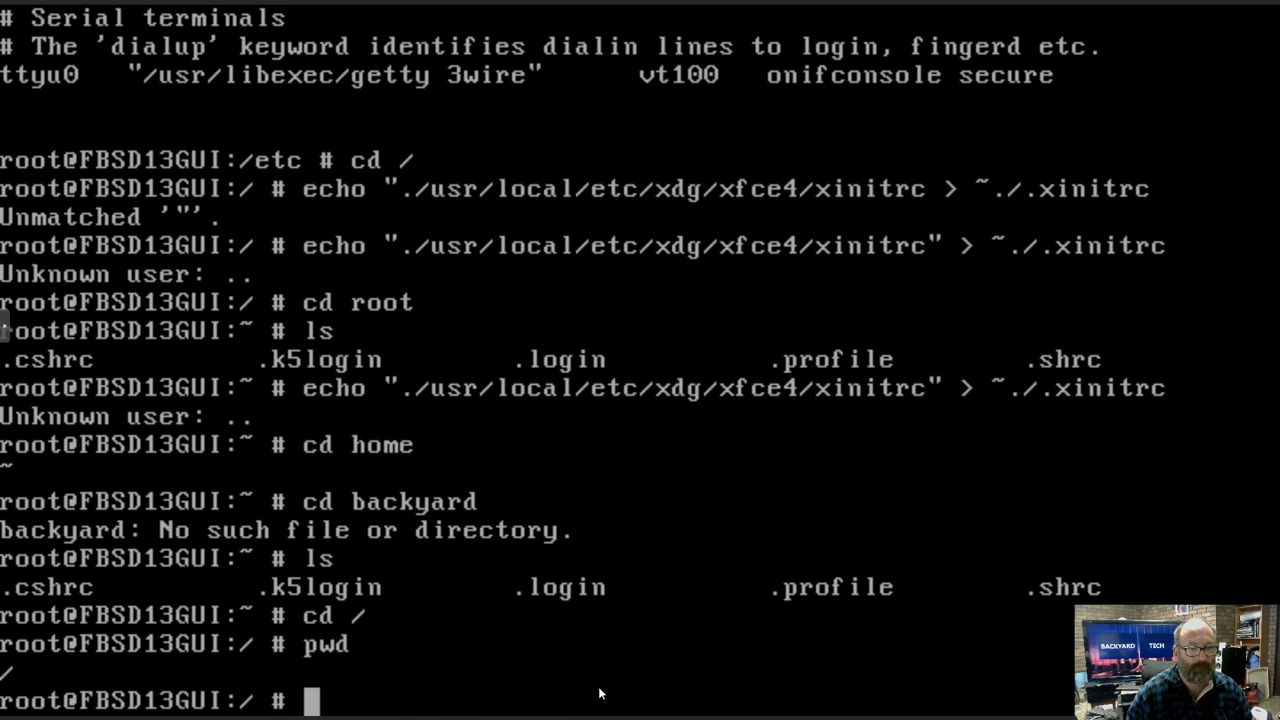 # Serial terminals
# The 'dialup' keyword identifies dialin lines to login, fingerd etc.
ttyu0 "/usr/libexec/getty 3wire" vt100 onifconsole secure
root@FBSD13GUI:/etc # cd /
root@FBSD13GUI:/ # echo "./usr/local/etc/xdg/xfce4/xinitrc > ~./.xinitrc
Unmatched '"'.
root@FBSD13GUI:/ # echo "./usr/local/etc/xdg/xfce4/xinitrc" > ~./.xinitrc
Unknown user: ..
root@FBSD13GUI:/ # cd root
root@FBSD13GUI:~ # ls
.cshrc .k5login .login .profile .shrc
root@FBSD13GUI:~ # echo "./usr/local/etc/xdg/xfce4/xinitrc" > ~./.xinitrc
Unknown user: ..
root@FBSD13GUI:~ # cd home
~
root@FBSD13GUI:~ # cd backyard
backyard: No such file or directory.
root@FBSD13GUI:~ # ls
.cshrc .k5login .login .profile .shrc
root@FBSD13GUI:~ # cd /
root@FBSD13GUI:/ # pwd
/
root@FBSD13GUI:/ #
BACKYARD TECH